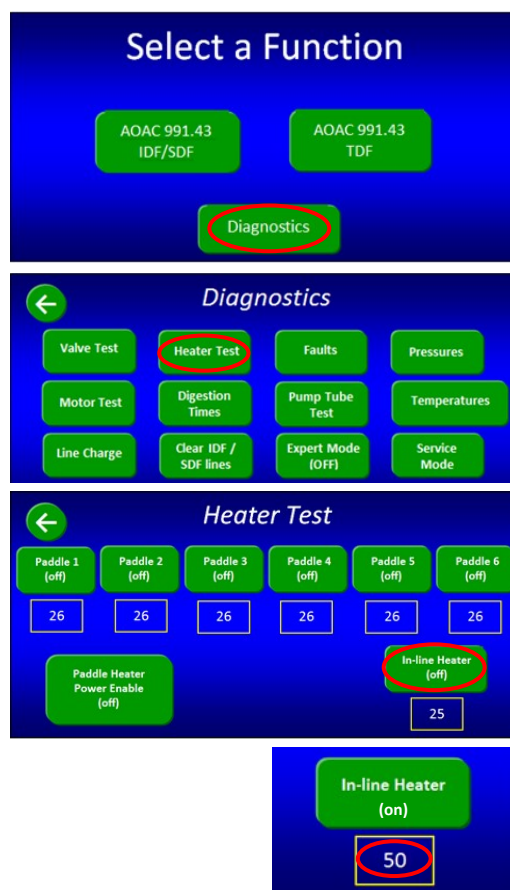 Select a Function
AOAC 991.43
IDF/SDF
AOAC 991.43
TDF
Diagnostics
Diagnostics
Valve Test
Heater Test
Faults
Pressures
Motor Test
Digestion
Times
Pump Tube
Test
Temperatures
Line Charge
Clear IDF /
SDF lines
Expert Mode
(OFF)
Service
Mode
Heater Test
Paddle 1
(off)
Paddle 2
(off)
Paddle 3
(off)
Paddle 4
(off)
Paddle 5
(off)
Paddle 6
(off)
26
26
26
26
26
26
Paddle Heater
Power Enable
(off)
In-line Heater
(off)
25
In-line Heater
(on)
50